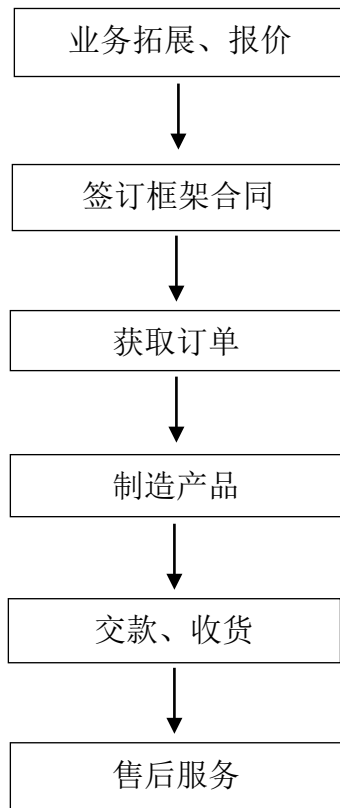 业务拓展、报价
签订框架合同
获取订单
制造产品
交款、收货
售后服务